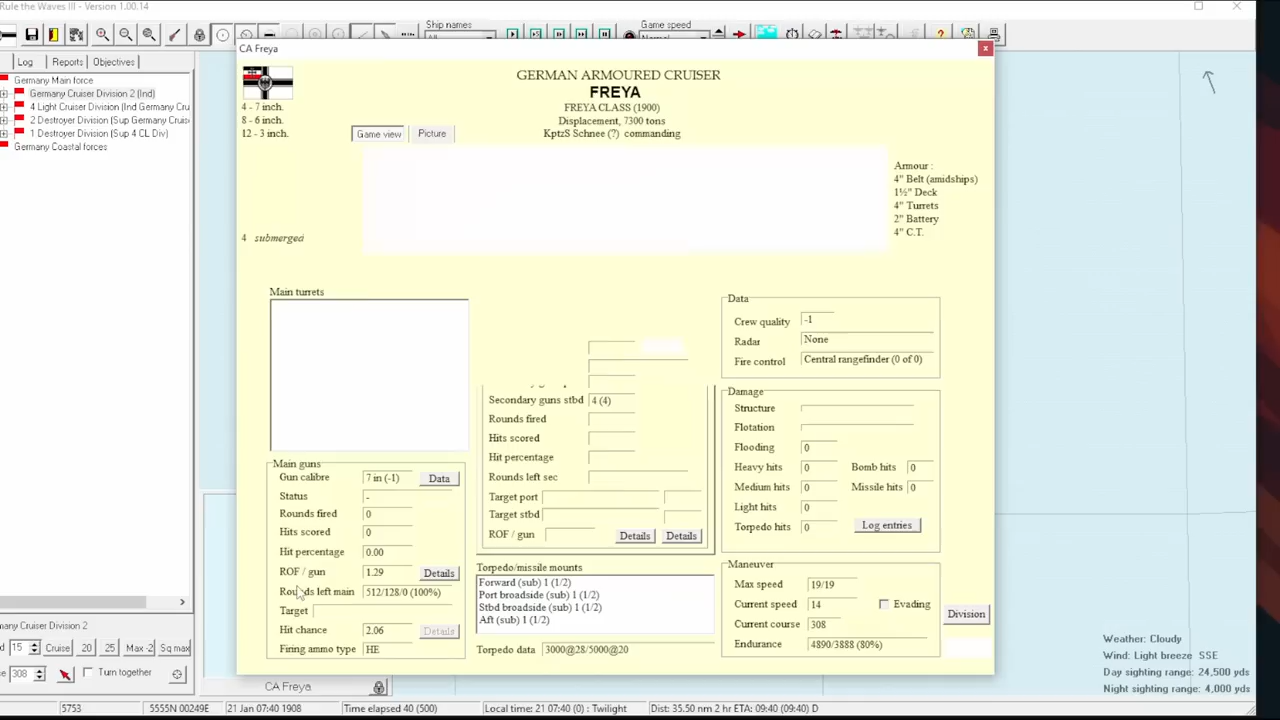 Rule the Waves III - Version 1.00.14
Ship names
Game speed
Log
Reports
Objectives
Germany Main force
Germany Cruiser Division 2 (Ind)
4 Light Cruiser Division (Ind Germany Cru
2 Destroyer Division (Sup Germany Cruise
1 Destroyer Division (Sup 4 CL Div)
Germany Coastal forces
CA Freya
GERMAN ARMOURED CRUISER
FREYA
FREYA CLASS (1900)
Displacement, 7300 tons
KptzS Schnee (?) commanding
4 - 7 inch.
8 - 6 inch.
12 - 3 inch.
Game view
Picture
Armour :
4" Belt (amidships)
1½" Deck
4" Turrets
2" Battery
4" C.T.
4 submerged
Main turrets
Main guns
Gun calibre 7 in (-1) Data
Status -
Rounds fired 0
Hits scored 0
Hit percentage 0.00
ROF / gun 1.29 Details
Rounds left main 512/128/0 (100%)
Target
Hit chance 2.06 Details
Firing ammo type HE
Secondary guns stbd 4 (4)
Rounds fired
Hits scored
Hit percentage
Rounds left sec
Target port
Target stbd
ROF / gun Details Details
Torpedo/missile mounts
Forward (sub) 1 (1/2)
Port broadside (sub) 1 (1/2)
Stbd broadside (sub) 1 (1/2)
Aft (sub) 1 (1/2)
Torpedo data 3000@28/5000@20
Data
Crew quality -1
Radar None
Fire control Central rangefinder (0 of 0)
Damage
Structure
Flotation
Flooding 0
Heavy hits 0 Bomb hits 0
Medium hits 0 Missile hits 0
Light hits 0
Torpedo hits 0 Log entries
Maneuver
Max speed 19/19
Current speed 14 Evading
Current course 308
Endurance 4890/3888 (80%)
Division
Cruiser Division 2
15 Cruise 20 25 Max -2 Sq max
308 Turn together
CA Freya
Weather: Cloudy
Wind: Light breeze SSE
Day sighting range: 24,500 yds
Night sighting range: 4,000 yds
5753 5555N 00249E 21 Jan 07:40 1908 Time elapsed 40 (500) Local time: 21 07:40 (0) : Twilight Dist: 35.50 nm 2 hr ETA: 09:40 (09:40) D